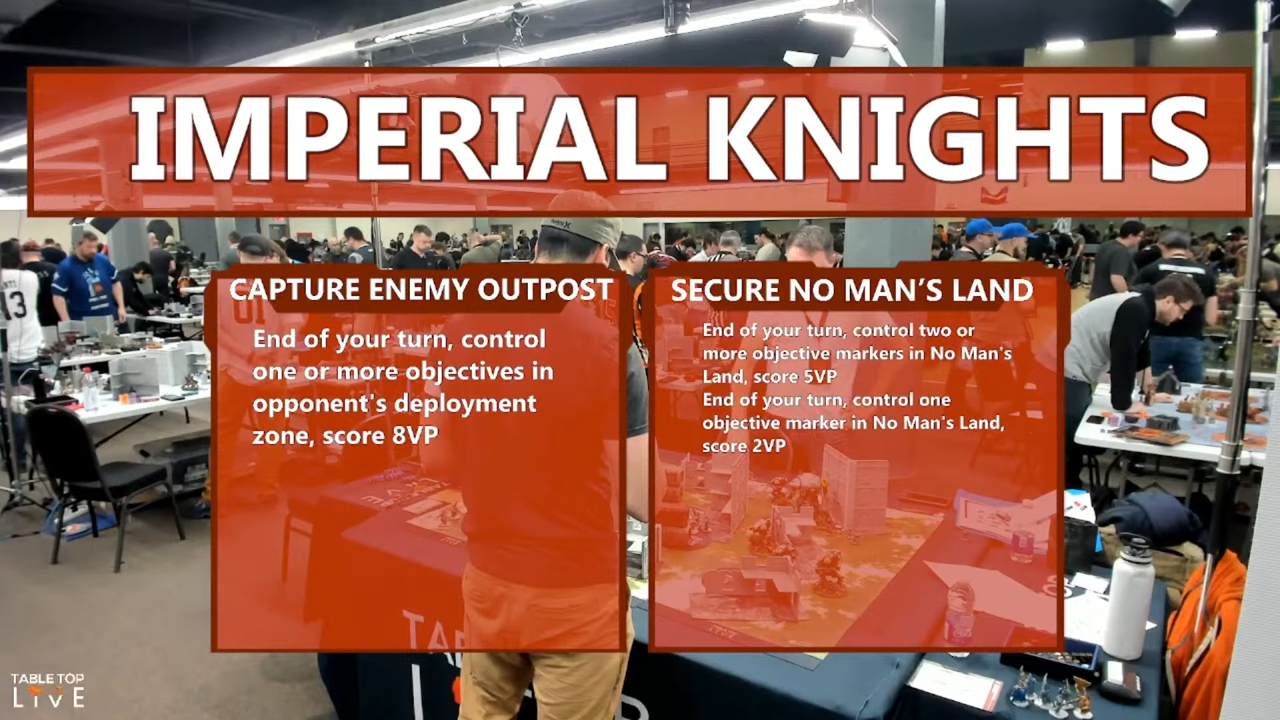 IMPERIAL KNIGHTS
CAPTURE ENEMY OUTPOST
End of your turn, control
one or more objectives in
opponent's deployment
zone, score 8VP
SECURE NO MAN'S LAND
End of your turn, control two or
more objective markers in No Man's
Land, score 5VP
End of your turn, control one
objective marker in No Man's Land,
score 2VP
13
TABLE TOP
LIVE